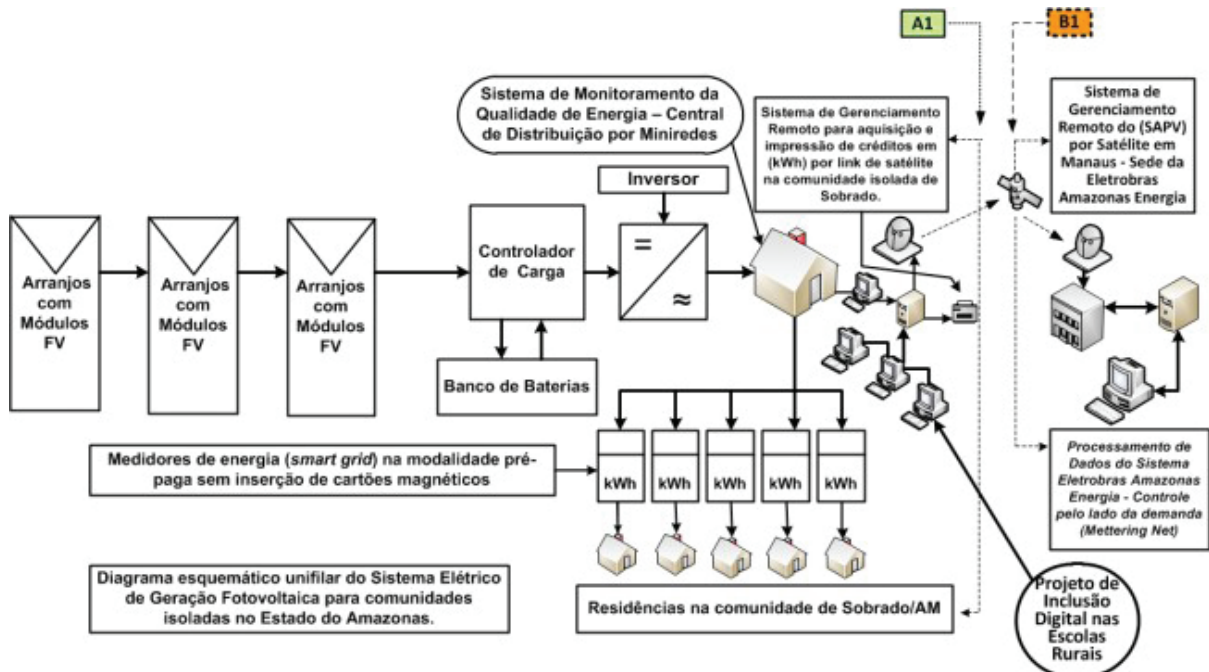 A1
B1
Sistema de Monitoramento da
Qualidade de Energia – Central
de Distribuição por Miniredes
Sistema de Gerenciamento
Remoto para aquisição e
impressão de créditos em
(kWh) por link de satélite
na comunidade isolada de
Sobrado.
Sistema de
Gerenciamento
Remoto do (SAPV)
por Satélite em
Manaus - Sede da
Eletrobras
Amazonas Energia
Inversor
Arranjos
com
Módulos
FV
Arranjos
com
Módulos
FV
Arranjos
com
Módulos
FV
Controlador
de Carga
=
≈
Banco de Baterias
Medidores de energia (smart grid) na modalidade pré-
paga sem inserção de cartões magnéticos
kWh
kWh
kWh
kWh
kWh
Processamento de
Dados do Sistema
Eletrobras Amazonas
Energia - Controle
pelo lado da demanda
(Mettering Net)
Diagrama esquemático unifilar do Sistema Elétrico
de Geração Fotovoltaica para comunidades
isoladas no Estado do Amazonas.
Residências na comunidade de Sobrado/AM
Projeto de
Inclusão
Digital nas
Escolas
Rurais